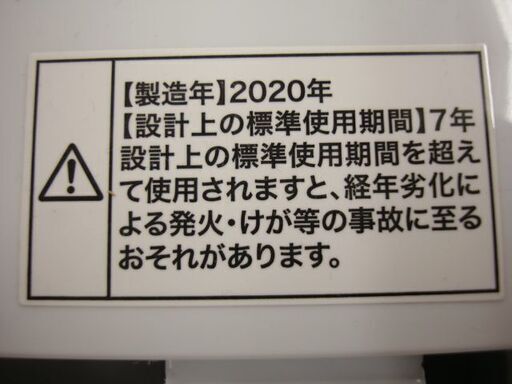 【製造年】2020年
【設計上の標準使用期間】7年
設計上の標準使用期間を超え
て使用されますと、経年劣化に
よる発火・けが等の事故に至る
おそれがあります。